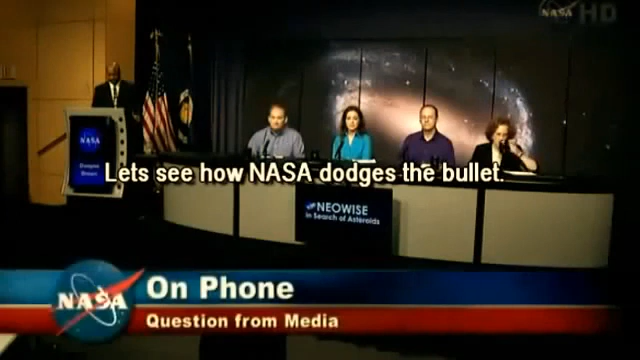 NASA HD
NASA
Lets see how NASA dodges the bullet.
NEOWISE
In Search of Asteroids
NASA
On Phone
Question from Media